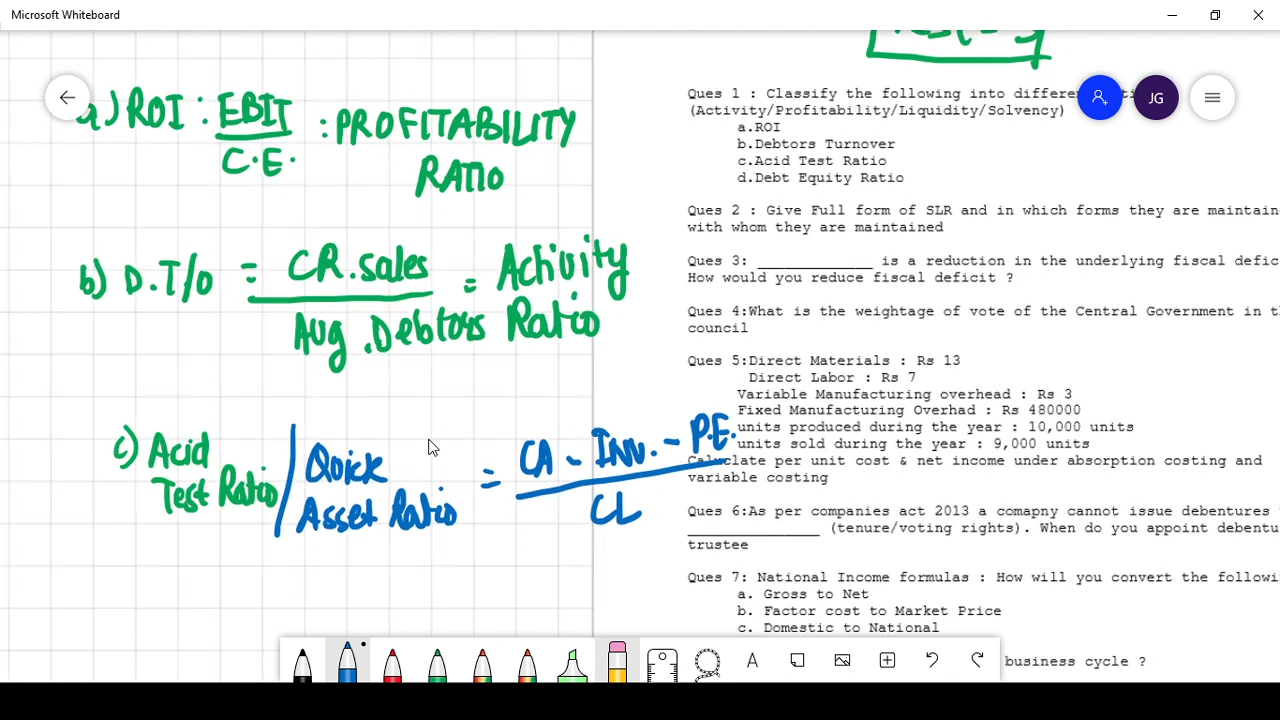 Microsoft Whiteboard
a) ROI : EBIT : PROFITABILITY
C.E. RATIO
b) D.T/O = CR. sales = Activity
Avg. Debtors Ratio
c) Acid Test Ratio / Quick Asset Ratio = CA - Inv. - P.E.
CL
JG
Ques 1 : Classify the following into differen
(Activity/Profitability/Liquidity/Solvency)
a.ROI
b.Debtors Turnover
c.Acid Test Ratio
d.Debt Equity Ratio
Ques 2 : Give Full form of SLR and in which forms they are maintain
with whom they are maintained
Ques 3: _____________ is a reduction in the underlying fiscal defic
How would you reduce fiscal deficit ?
Ques 4:What is the weightage of vote of the Central Government in th
council
Ques 5:Direct Materials : Rs 13
Direct Labor : Rs 7
Variable Manufacturing overhead : Rs 3
Fixed Manufacturing Overhad : Rs 480000
units produced during the year : 10,000 units
units sold during the year : 9,000 units
Calculate per unit cost & net income under absorption costing and
variable costing
Ques 6:As per companies act 2013 a comapny cannot issue debentures
_______________ (tenure/voting rights). When do you appoint debentu
trustee
Ques 7: National Income formulas : How will you convert the followi
a. Gross to Net
b. Factor cost to Market Price
c. Domestic to National
business cycle ?